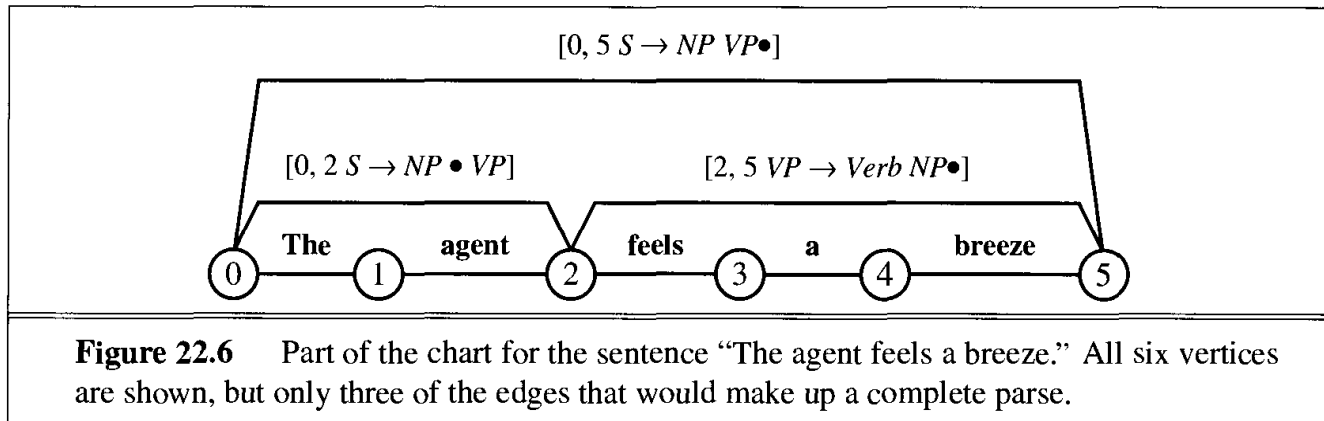 [0, 5 S → NP VP●]
[0, 2 S → NP ● VP]
[2, 5 VP → Verb NP●]
The agent feels a breeze
0 1 2 3 4 5
Figure 22.6 Part of the chart for the sentence “The agent feels a breeze.” All six vertices
are shown, but only three of the edges that would make up a complete parse.